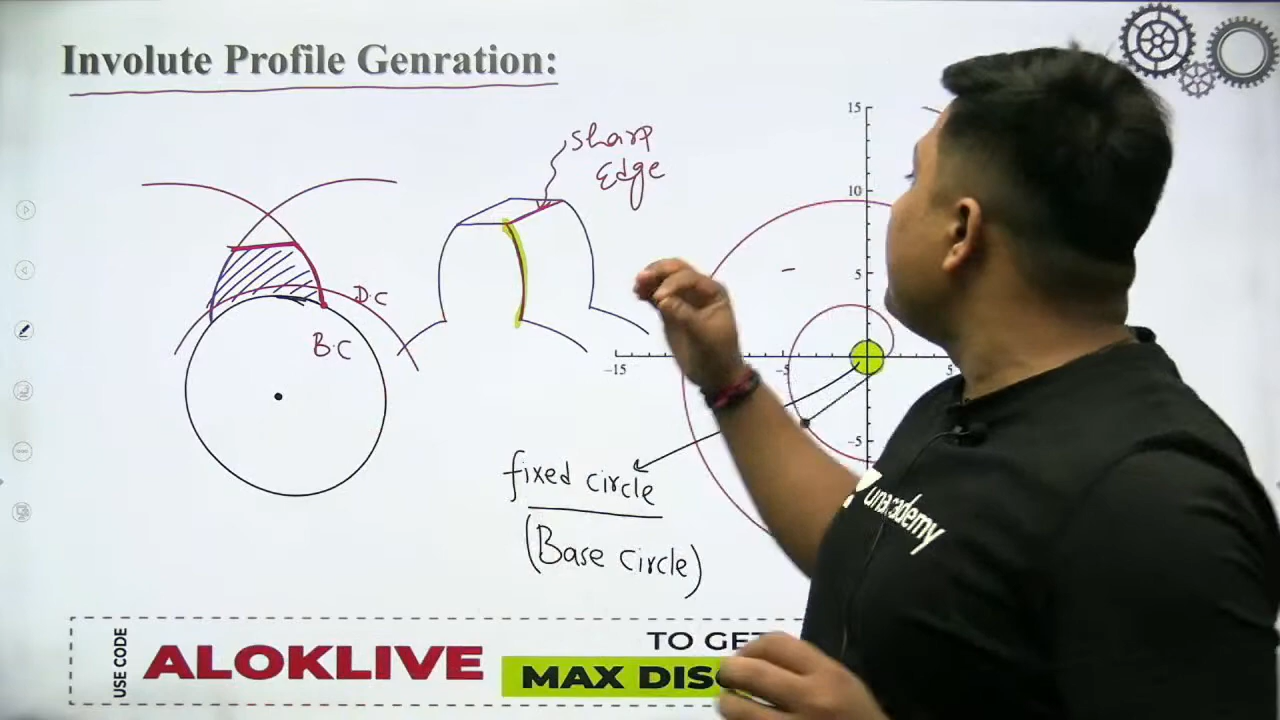 Involute Profile Genration:
sharp
Edge
D.C
B.C
15
10
5
-15
-5
5
-5
fixed circle
(Base circle)
unacademy
USE CODE
ALOKLIVE
TO GET
MAX DISC